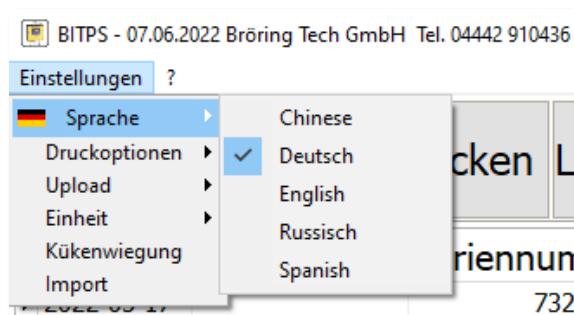 BITPS - 07.06.2022 Bröring Tech GmbH Tel. 04442 910436
Einstellungen ?
Sprache
Druckoptionen
Upload
Einheit
Kükenwiegung
Import
Chinese
Deutsch
English
Russisch
Spanish
cken L
riennum
732